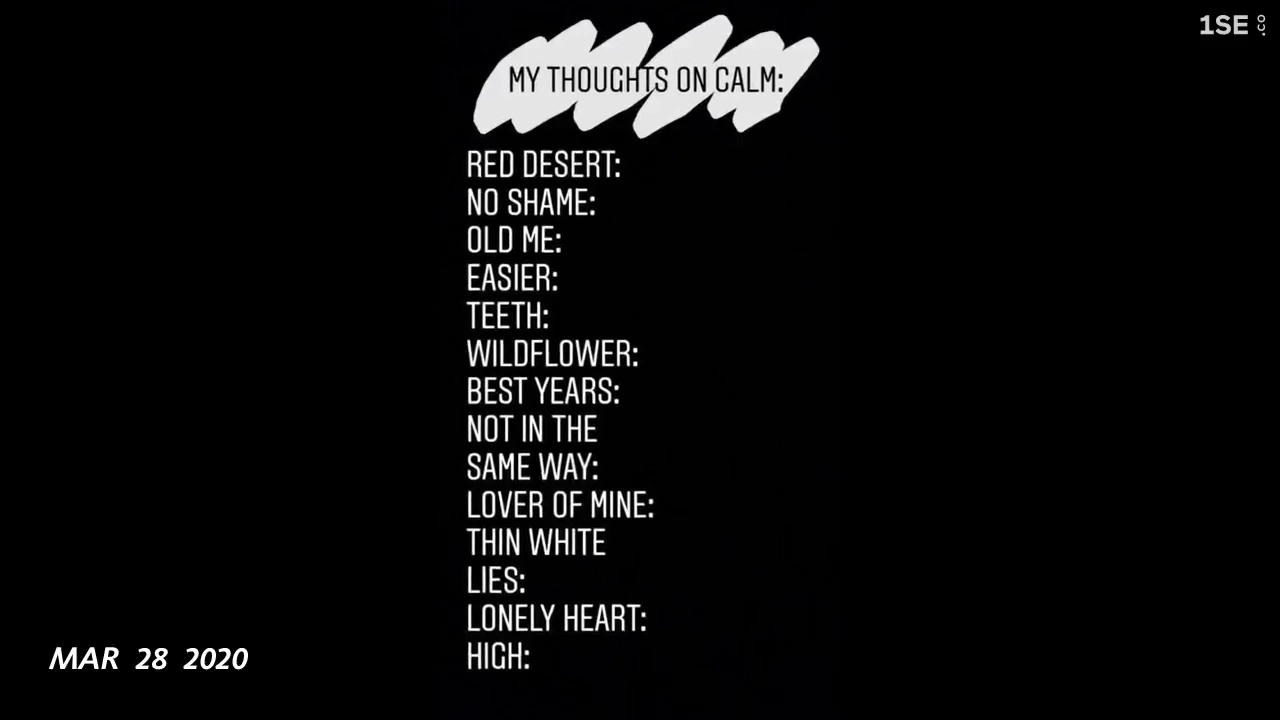 1SE
.co
MY THOUGHTS ON CALM:
RED DESERT:
NO SHAME:
OLD ME:
EASIER:
TEETH:
WILDFLOWER:
BEST YEARS:
NOT IN THE
SAME WAY:
LOVER OF MINE:
THIN WHITE
LIES:
LONELY HEART:
HIGH:
MAR 28 2020